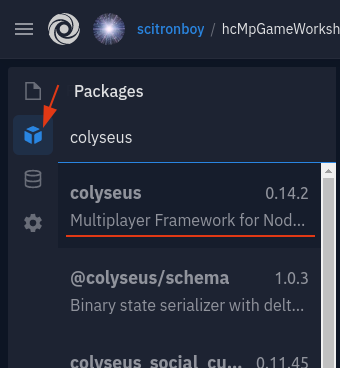 scitronboy / hcMpGameWorksh
Packages
colyseus
colyseus 0.14.2
Multiplayer Framework for Nod...
@colyseus/schema 1.0.3
Binary state serializer with delt...
colyseus_social_cu... 0.11.45